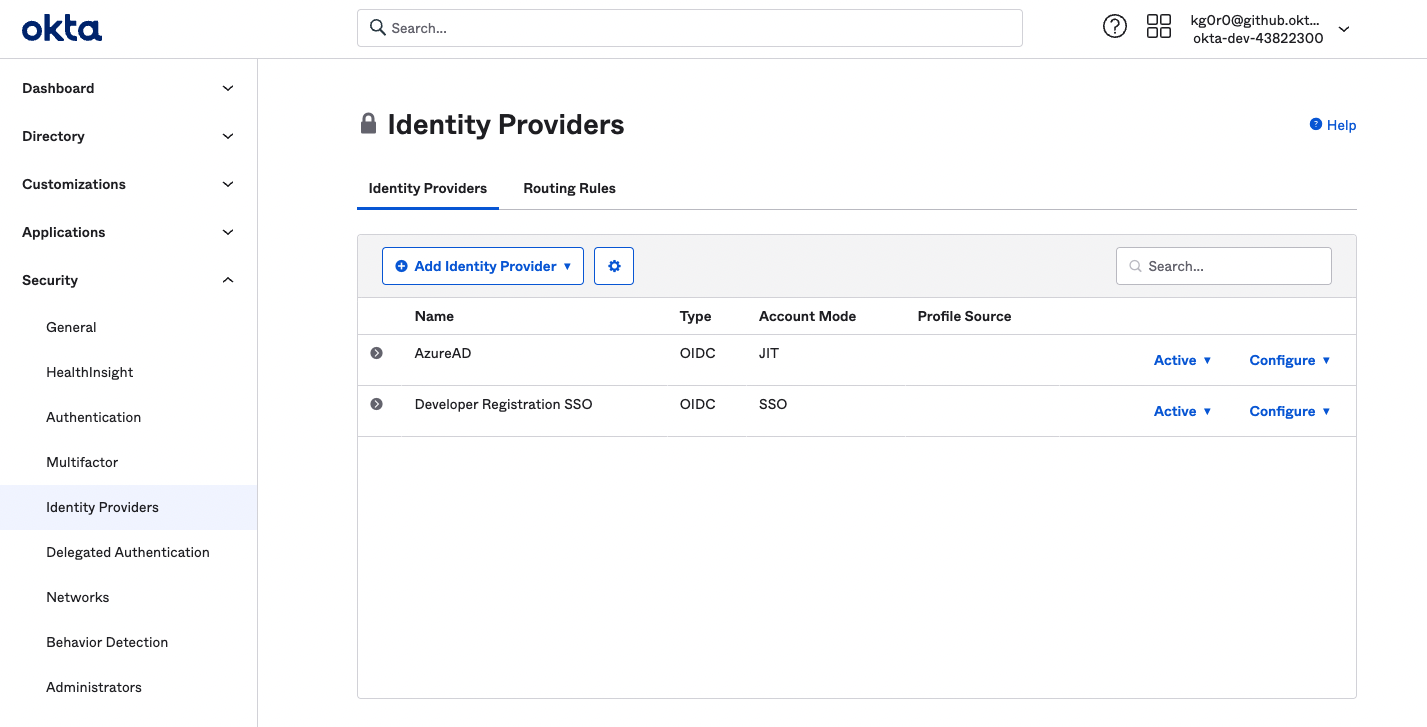 okta
Search...
kg0r0@github.okt...
okta-dev-43822300
Dashboard
Directory
Customizations
Applications
Security
General
HealthInsight
Authentication
Multifactor
Identity Providers
Delegated Authentication
Networks
Behavior Detection
Administrators
Identity Providers
Help
Identity Providers Routing Rules
Add Identity Provider
Search...
Name Type Account Mode Profile Source
AzureAD OIDC JIT Active Configure
Developer Registration SSO OIDC SSO Active Configure